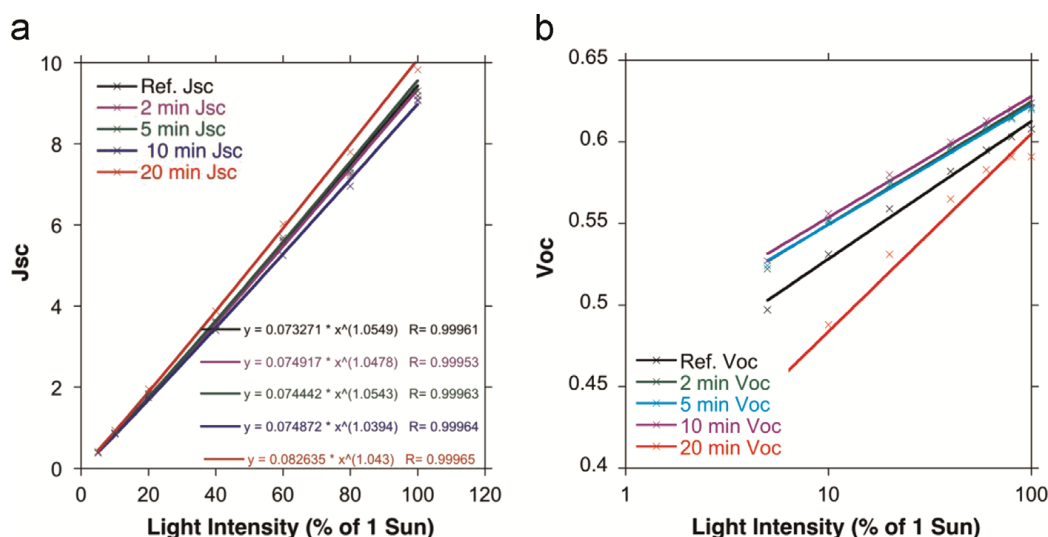 a
10
8
6
4
2
0
Jsc
Ref. Jsc
2 min Jsc
5 min Jsc
10 min Jsc
20 min Jsc
y = 0.073271 * x^(1.0549) R= 0.99961
y = 0.074917 * x^(1.0478) R= 0.99953
y = 0.074442 * x^(1.0543) R= 0.99963
y = 0.074872 * x^(1.0394) R= 0.99964
y = 0.082635 * x^(1.043) R= 0.99965
0 20 40 60 80 100 120
Light Intensity (% of 1 Sun)
b
0.65
0.6
0.55
0.5
0.45
0.4
Voc
Ref. Voc
2 min Voc
5 min Voc
10 min Voc
20 min Voc
1 10 100
Light Intensity (% of 1 Sun)